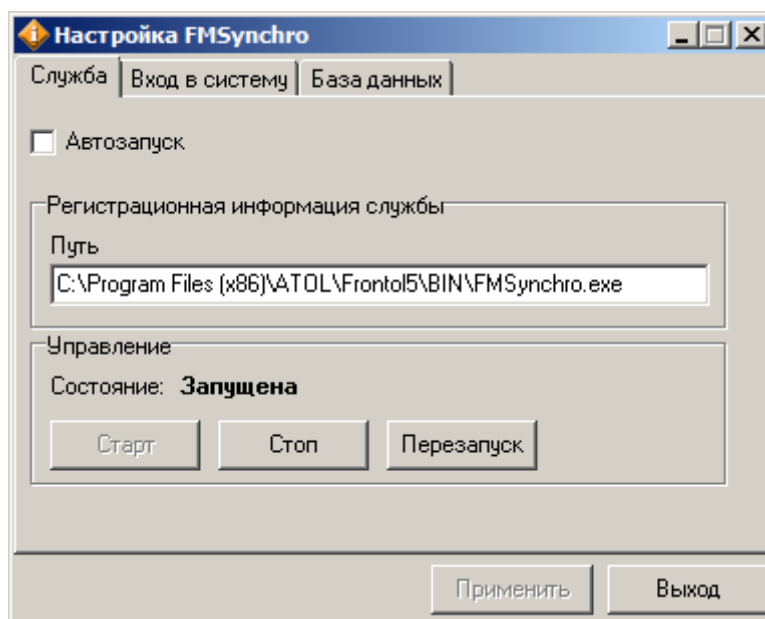 Настройка FMSynchro
Служба Вход в систему База данных
Автозапуск
Регистрационная информация службы
Путь
C:\Program Files (x86)\ATOL\Frontol5\BIN\FMSynchro.exe
Управление
Состояние: Запущена
Старт Стоп Перезапуск
Применить Выход